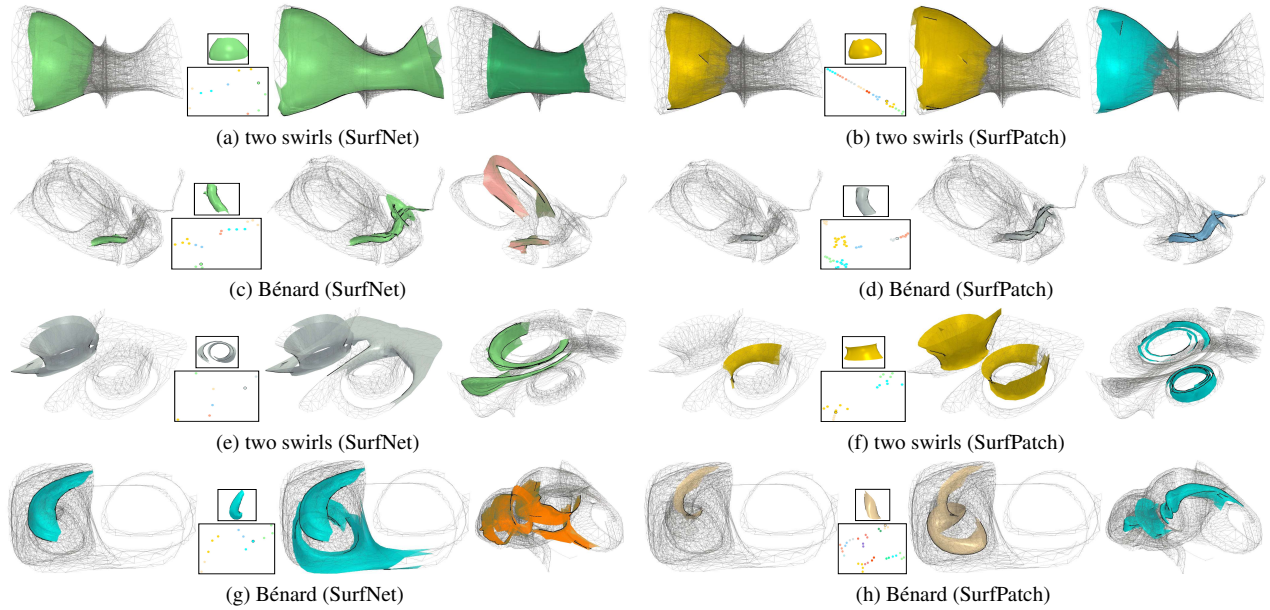 (a) two swirls (SurfNet)
(b) two swirls (SurfPatch)
(c) Bénard (SurfNet)
(d) Bénard (SurfPatch)
(e) two swirls (SurfNet)
(f) two swirls (SurfPatch)
(g) Bénard (SurfNet)
(h) Bénard (SurfPatch)